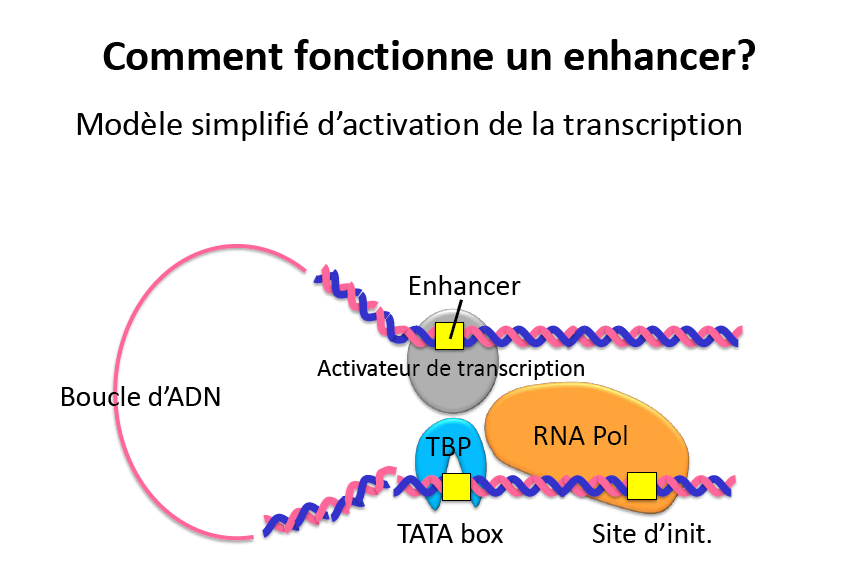 Comment fonctionne un enhancer?
Modèle simplifié d’activation de la transcription
Enhancer
Activateur de transcription
Boucle d’ADN
TBP
RNA Pol
TATA box
Site d’init.